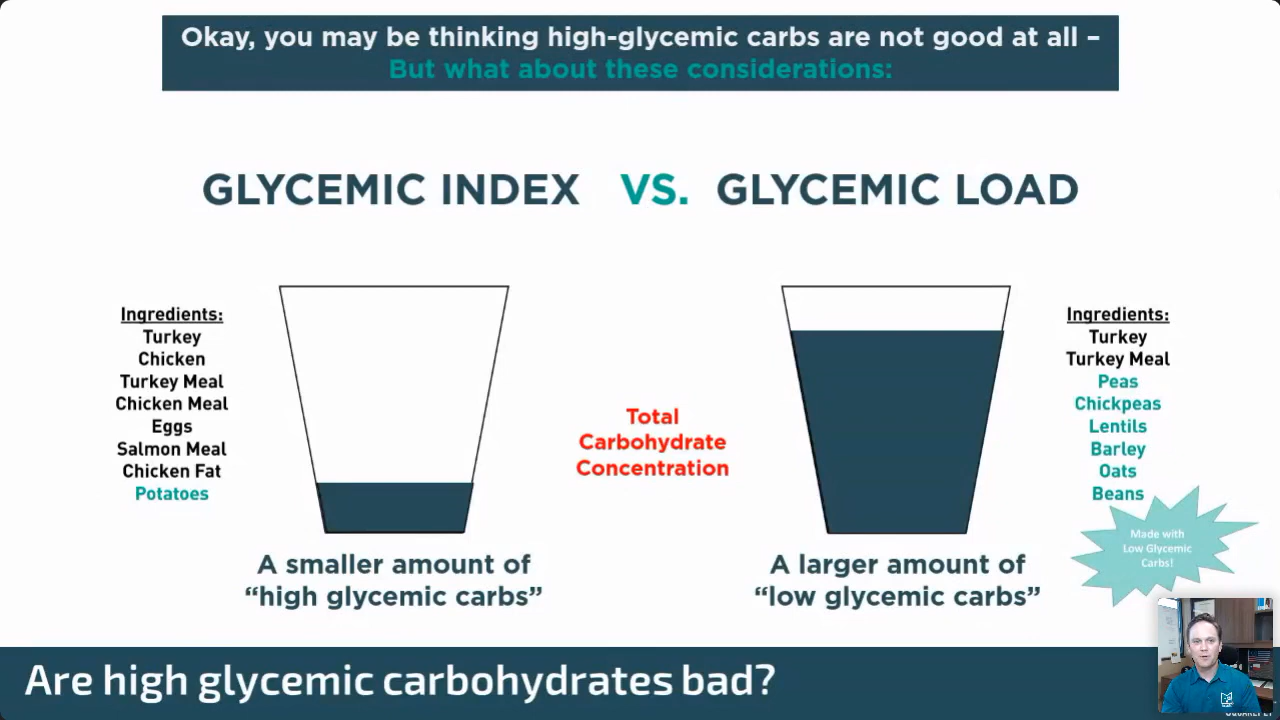 Okay, you may be thinking high-glycemic carbs are not good at all –
But what about these considerations:
GLYCEMIC INDEX VS. GLYCEMIC LOAD
Ingredients:
Turkey
Chicken
Turkey Meal
Chicken Meal
Eggs
Salmon Meal
Chicken Fat
Potatoes
Total
Carbohydrate
Concentration
Ingredients:
Turkey
Turkey Meal
Peas
Chickpeas
Lentils
Barley
Oats
Beans
Made with
Low Glycemic
Carbs!
A smaller amount of
“high glycemic carbs”
A larger amount of
“low glycemic carbs”
Are high glycemic carbohydrates bad?